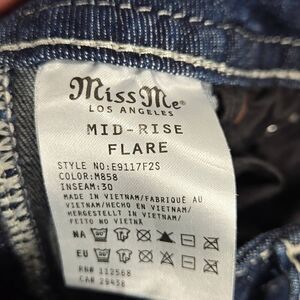 Miss Me
LOS ANGELES
MID-RISE
FLARE
STYLE NO:E9117F2S
COLOR:M858
INSEAM:30
MADE IN VIETNAM/FABRIQUÉ AU
VIETNAM/HECHO EN VIETNAM/
HERGESTELLT IN VIETNAM/
FEITO NO VIETNÃ
NA
EU
RN# 112568
CA# 29438